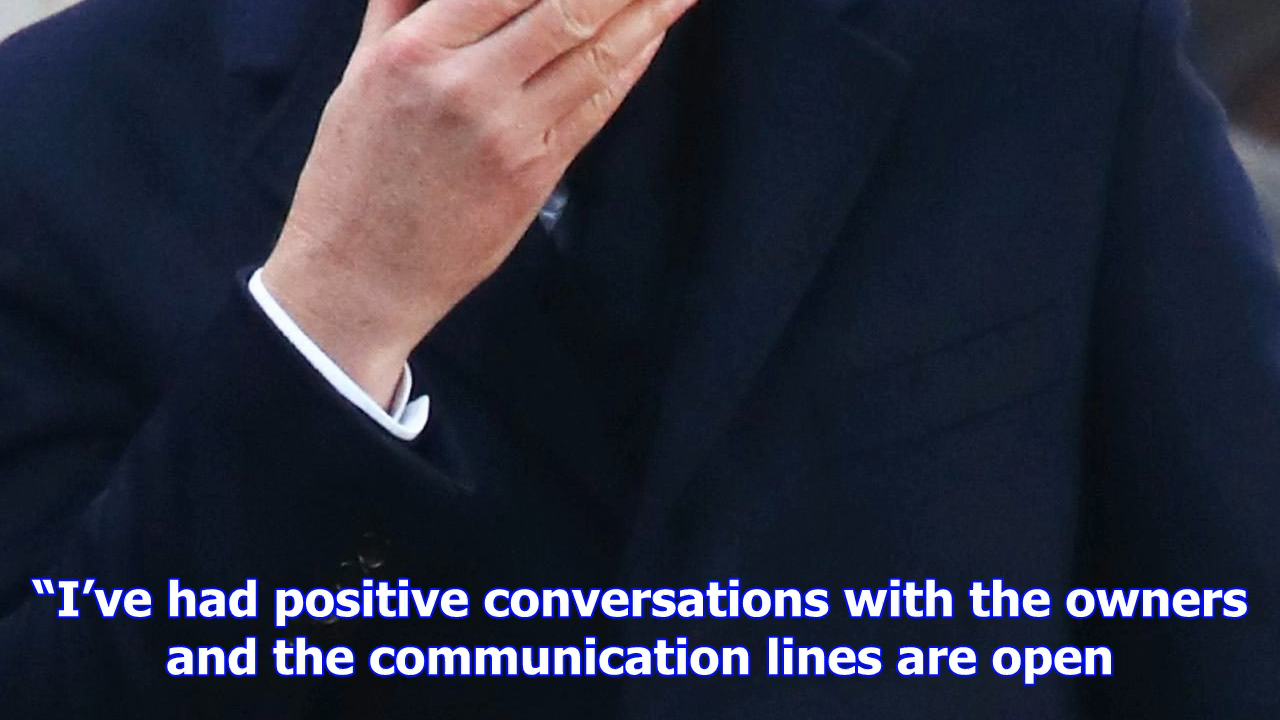 “I’ve had positive conversations with the owners
and the communication lines are open